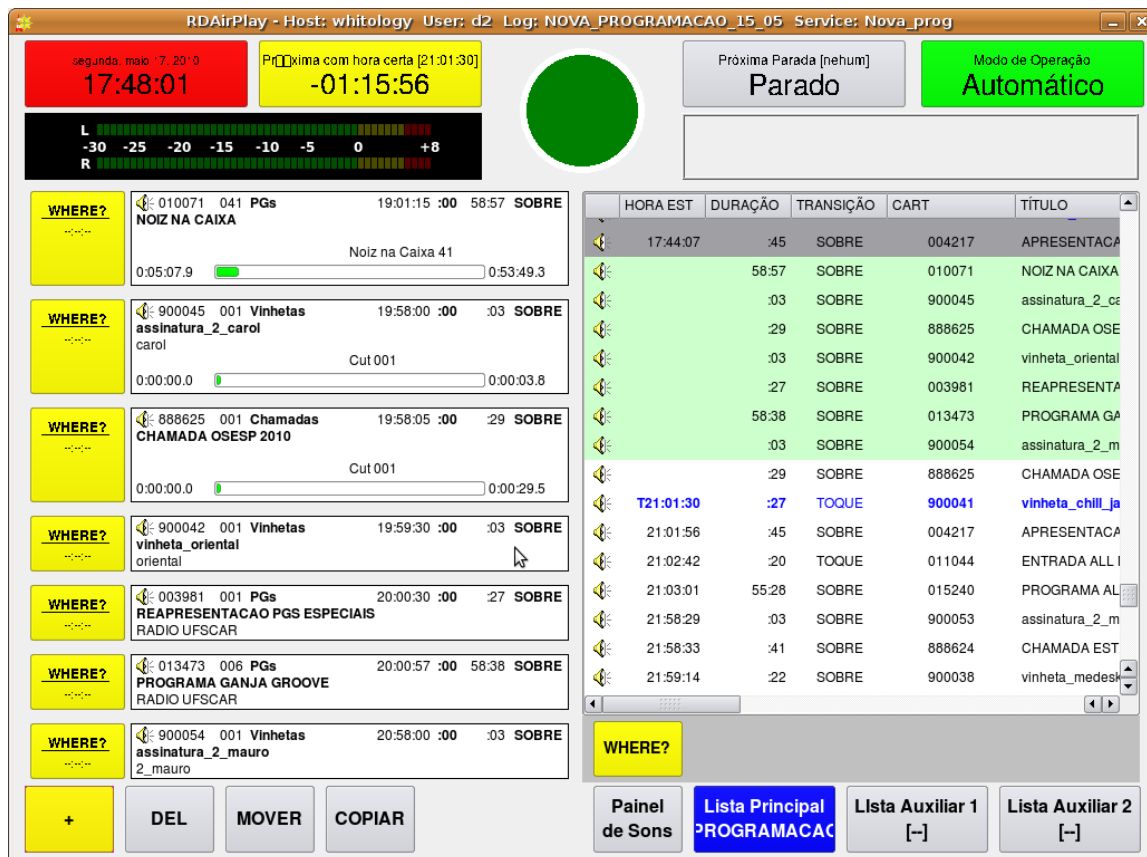 RDAirPlay - Host: whitology User: d2 Log: NOVA_PROGRAMACAO_15_05 Service: Nova_prog
segunda, maio 17, 2010
17:48:01
Pr▯▯xima com hora certa [21:01:30]
-01:15:56
Próxima Parada [nehum]
Parado
Modo de Operação
Automático
L
-30 -25 -20 -15 -10 -5 0 +8
R
WHERE?
--:--:--
010071 041 PGs 19:01:15 :00 58:57 SOBRE
NOIZ NA CAIXA
Noiz na Caixa 41
0:05:07.9 0:53:49.3
WHERE?
--:--:--
900045 001 Vinhetas 19:58:00 :00 :03 SOBRE
assinatura_2_carol
carol
Cut 001
0:00:00.0 0:00:03.8
WHERE?
--:--:--
888625 001 Chamadas 19:58:05 :00 :29 SOBRE
CHAMADA OSESP 2010
Cut 001
0:00:00.0 0:00:29.5
WHERE?
--:--:--
900042 001 Vinhetas 19:59:30 :00 :03 SOBRE
vinheta_oriental
oriental
WHERE?
--:--:--
003981 001 PGs 20:00:30 :00 :27 SOBRE
REAPRESENTACAO PGS ESPECIAIS
RADIO UFSCAR
WHERE?
--:--:--
013473 006 PGs 20:00:57 :00 58:38 SOBRE
PROGRAMA GANJA GROOVE
RADIO UFSCAR
WHERE?
--:--:--
900054 001 Vinhetas 20:58:00 :00 :03 SOBRE
assinatura_2_mauro
2_mauro
HORA EST DURAÇÃO TRANSIÇÃO CART TÍTULO
17:44:07 :45 SOBRE 004217 APRESENTACA
58:57 SOBRE 010071 NOIZ NA CAIXA
:03 SOBRE 900045 assinatura_2_ca
:29 SOBRE 888625 CHAMADA OSE
:03 SOBRE 900042 vinheta_oriental
:27 SOBRE 003981 REAPRESENTA
58:38 SOBRE 013473 PROGRAMA GA
:03 SOBRE 900054 assinatura_2_m
:29 SOBRE 888625 CHAMADA OSE
T21:01:30 :27 TOQUE 900041 vinheta_chill_ja
21:01:56 :45 SOBRE 004217 APRESENTACA
21:02:42 :20 TOQUE 011044 ENTRADA ALL
21:03:01 55:28 SOBRE 015240 PROGRAMA AL
21:58:29 :03 SOBRE 900053 assinatura_2_m
21:58:33 :41 SOBRE 888624 CHAMADA EST
21:59:14 :22 SOBRE 900038 vinheta_medesk
WHERE?
+ DEL MOVER COPIAR
Painel
de Sons
Lista Principal
PROGRAMACAO
LIsta Auxiliar 1
[--]
Lista Auxiliar 2
[--]